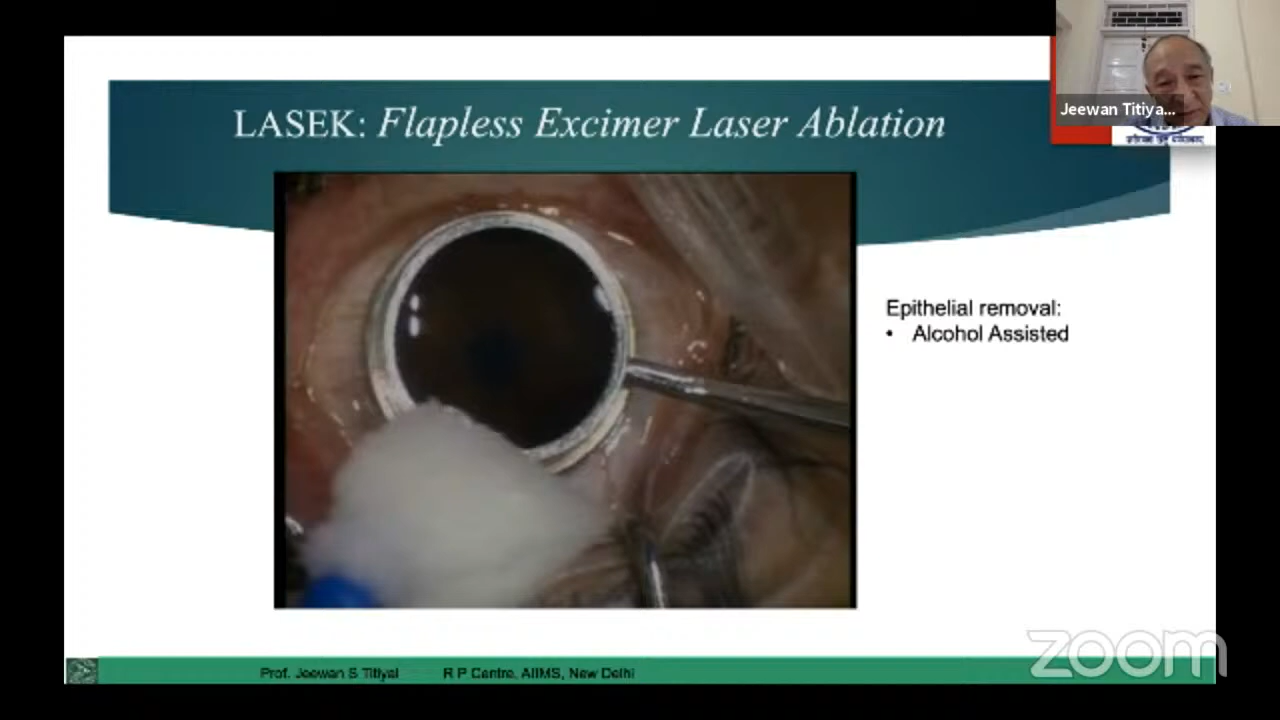 LASEK: Flapless Excimer Laser Ablation
Jeewan Titiya...
Epithelial removal:
• Alcohol Assisted
Prof. Jeewan S Titiyal R P Centre, AIIMS, New Delhi
zoom